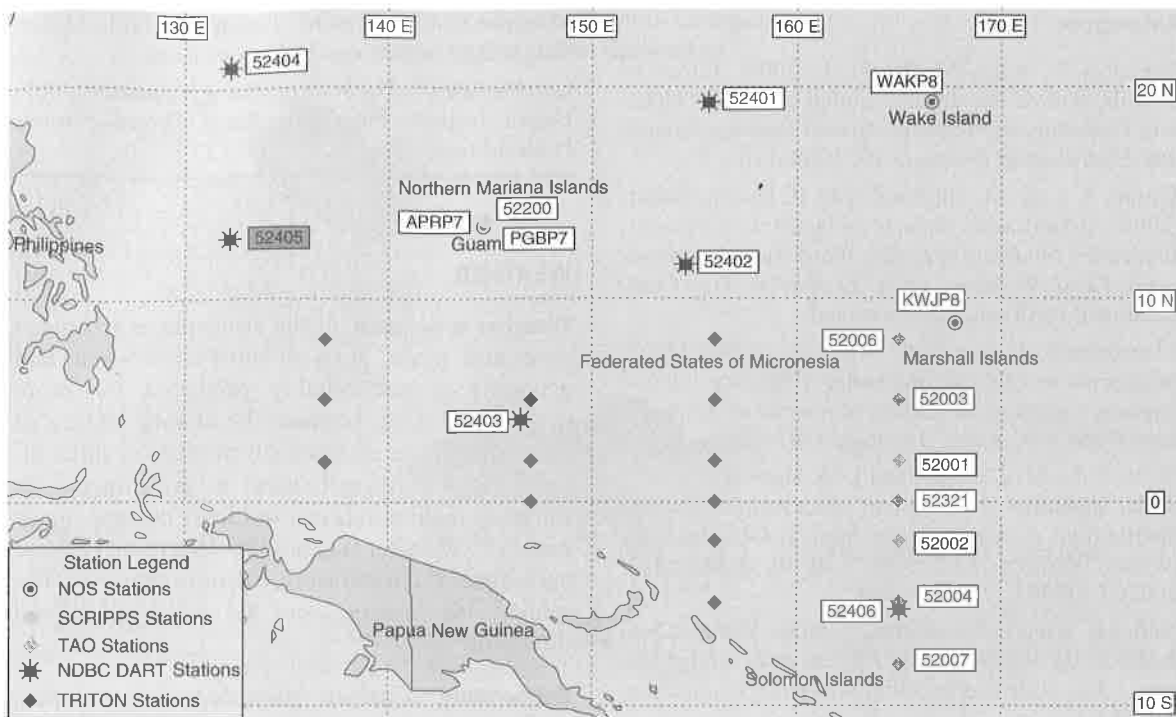 130 E 140 E 150 E 160 E 170 E
52404
20 N
52401
WAKP8
Wake Island
Northern Mariana Islands
52200
APRP7
Guam
PGBP7
Philippines
52405
52402
10 N
KWJP8
52006
Marshall Islands
Federated States of Micronesia
52003
52403
52001
52321
0
52002
Station Legend
NOS Stations
SCRIPPS Stations
TAO Stations
NDBC DART Stations
TRITON Stations
52004
52406
Papua New Guinea
52007
Solomon Islands
10 S